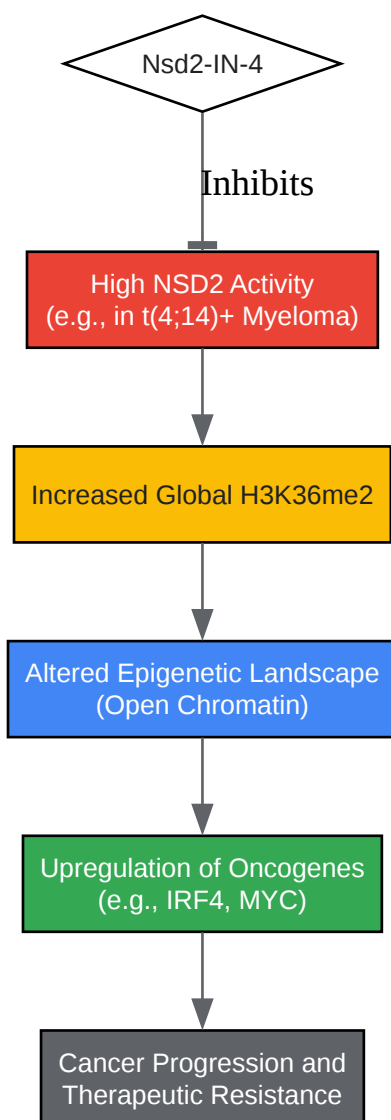 Nsd2-IN-4
Inhibits
High NSD2 Activity
(e.g., in t(4;14)+ Myeloma)
Increased Global H3K36me2
Altered Epigenetic Landscape
(Open Chromatin)
Upregulation of Oncogenes
(e.g., IRF4, MYC)
Cancer Progression and
Therapeutic Resistance